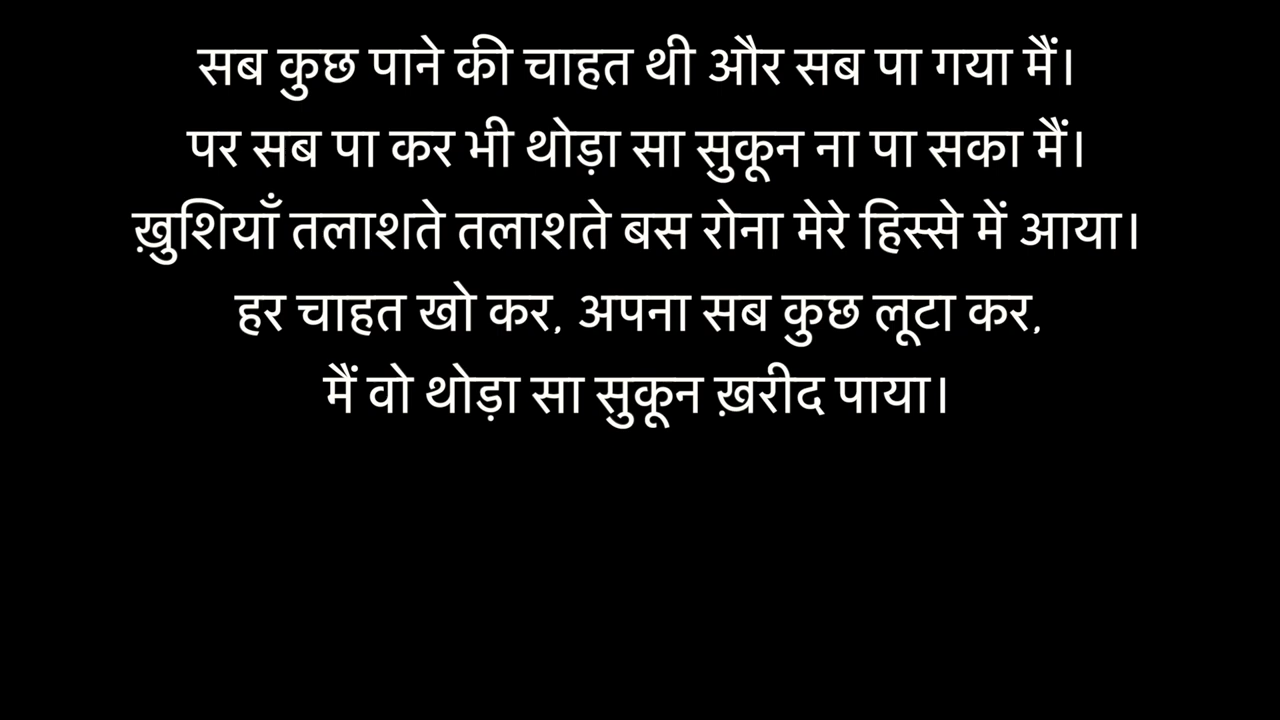 सब कुछ पाने की चाहत थी और सब पा गया मैं।
पर सब पा कर भी थोड़ा सा सुकून ना पा सका मैं।
ख़ुशियाँ तलाशते तलाशते बस रोना मेरे हिस्से में आया।
हर चाहत खो कर, अपना सब कुछ लूटा कर,
मैं वो थोड़ा सा सुकून ख़रीद पाया।